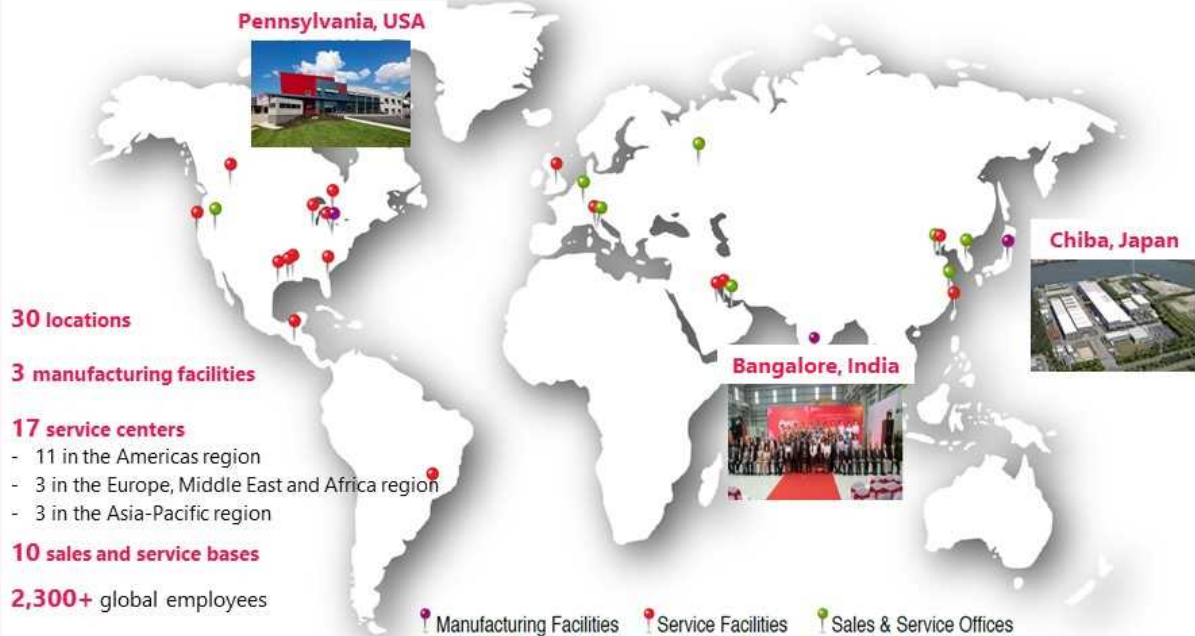 Pennsylvania, USA
Chiba, Japan
Bangalore, India
30 locations
3 manufacturing facilities
17 service centers
- 11 in the Americas region
- 3 in the Europe, Middle East and Africa region
- 3 in the Asia-Pacific region
10 sales and service bases
2,300+ global employees
Manufacturing Facilities
Service Facilities
Sales & Service Offices